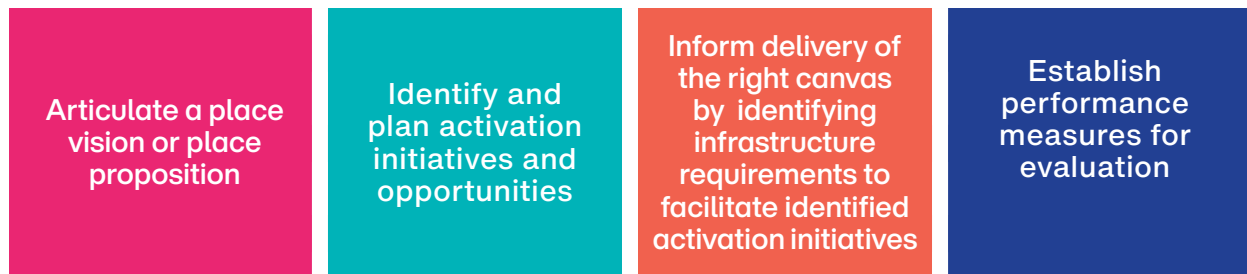 Articulate a place
vision or place
proposition
Identify and
plan activation
initiatives and
opportunities
Inform delivery of
the right canvas
by identifying
infrastructure
requirements to
facilitate identified
activation initiatives
Establish
performance
measures for
evaluation